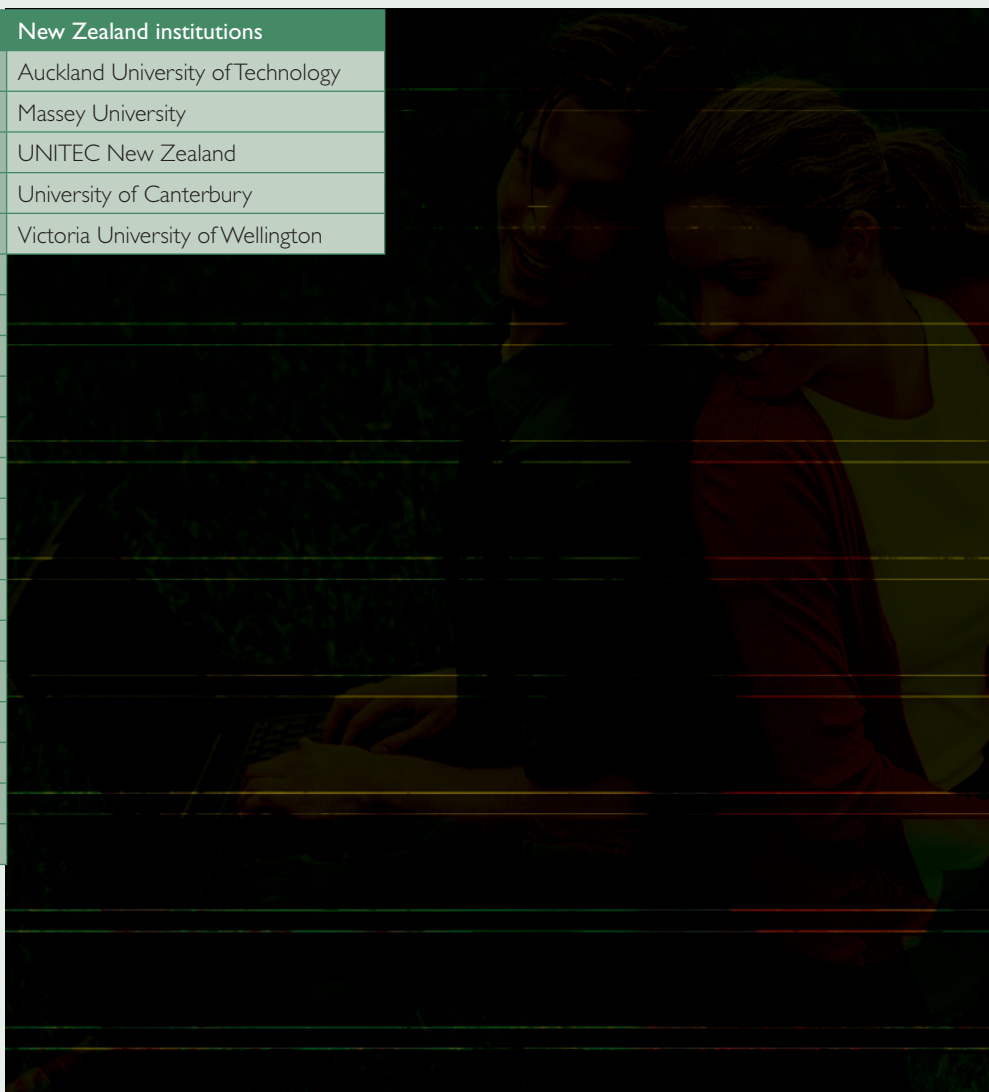 New Zealand institutions
Auckland University of Technology
Massey University
UNITEC New Zealand
University of Canterbury
Victoria University of Wellington